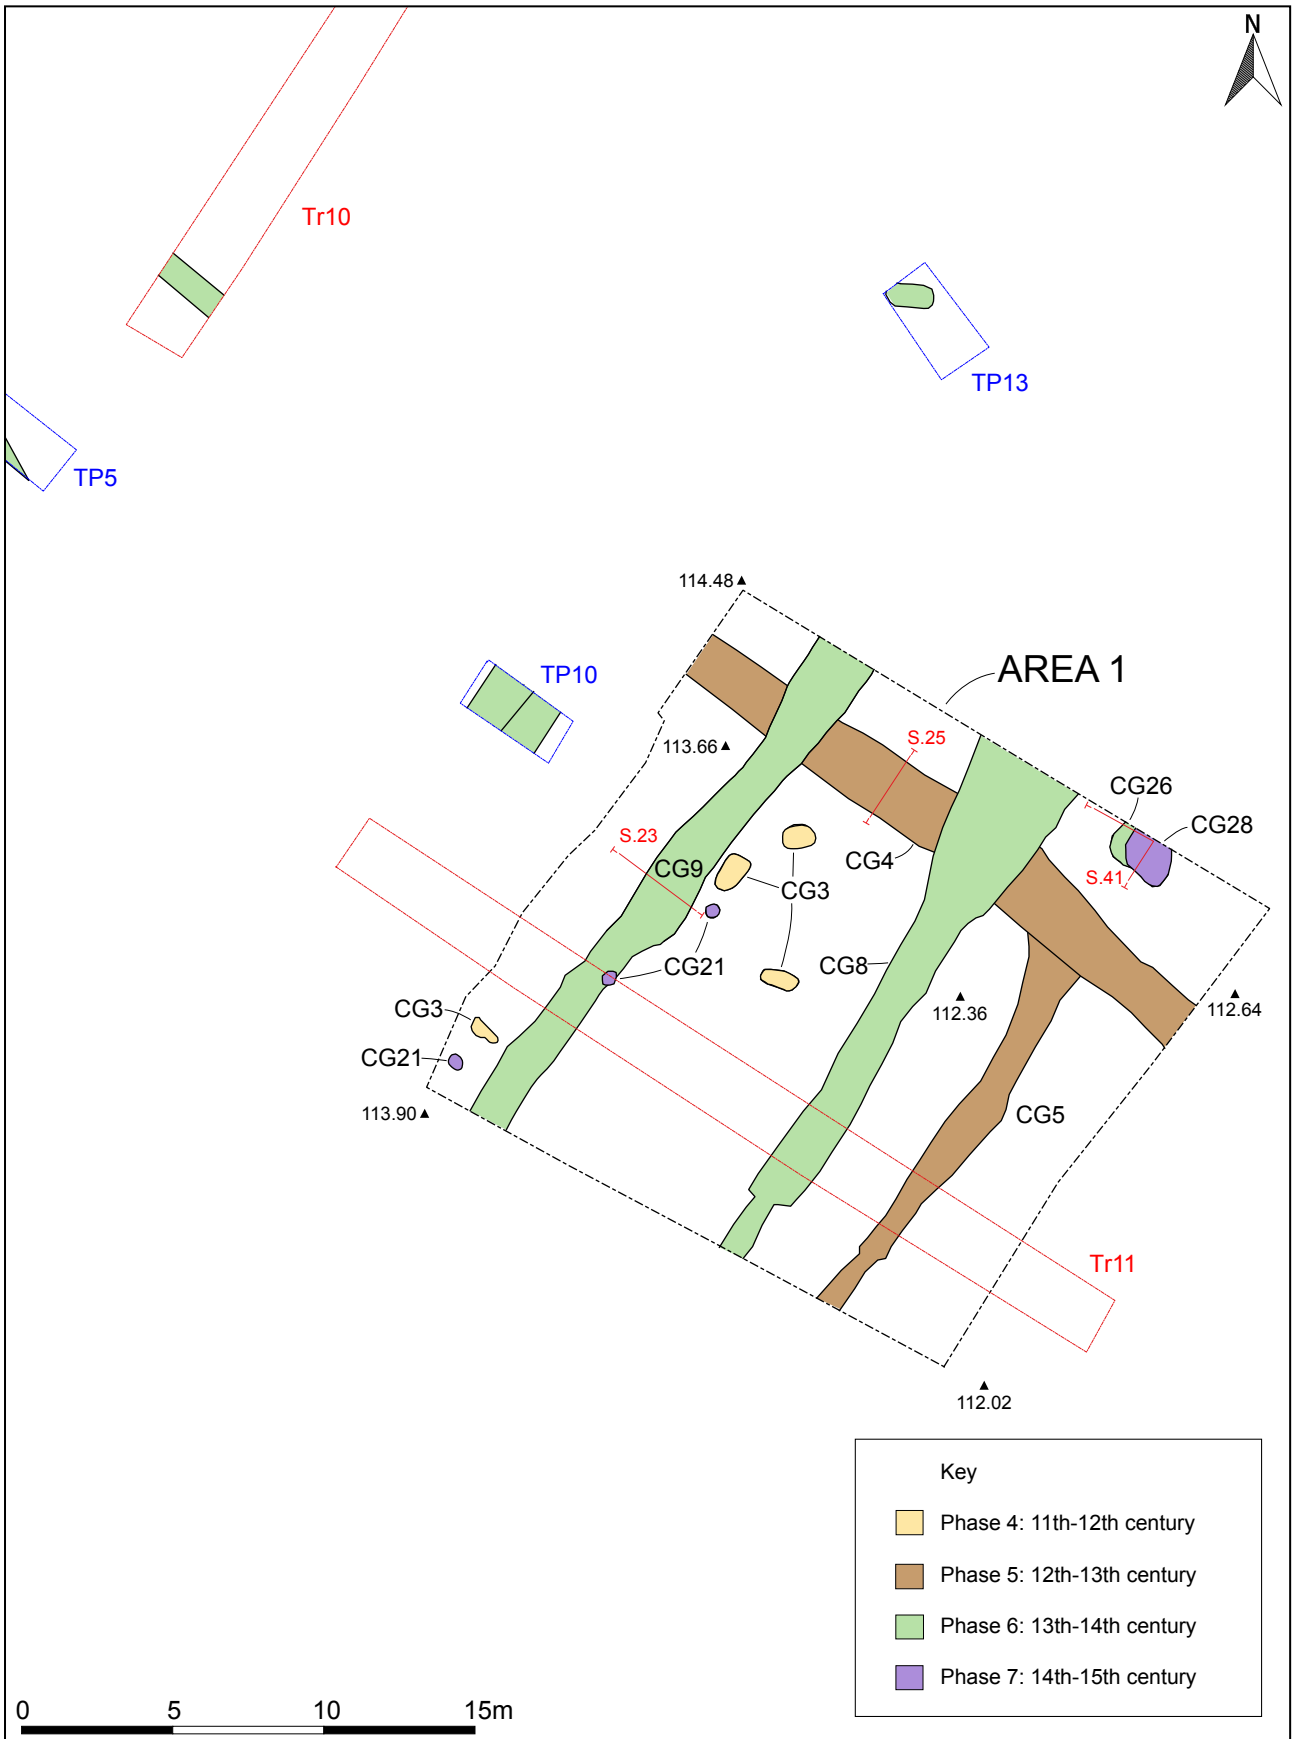 N
Tr10
TP13
TP5
114.48
AREA 1
TP10
S.25
113.66
CG26
CG28
S.23
CG4
CG9
S.41
CG3
CG21
CG8
CG3
112.36
112.64
CG21
113.90
CG5
Tr11
112.02
Key
Phase 4: 11th-12th century
Phase 5: 12th-13th century
Phase 6: 13th-14th century
Phase 7: 14th-15th century
0 5 10 15m